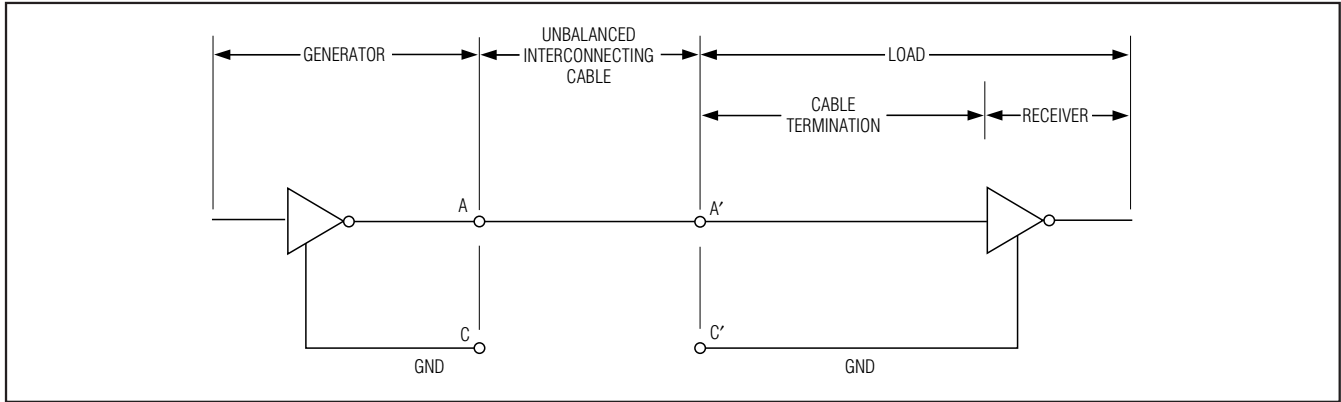 GENERATOR
UNBALANCED
INTERCONNECTING
CABLE
LOAD
CABLE
TERMINATION
RECEIVER
A
A′
C
C′
GND
GND